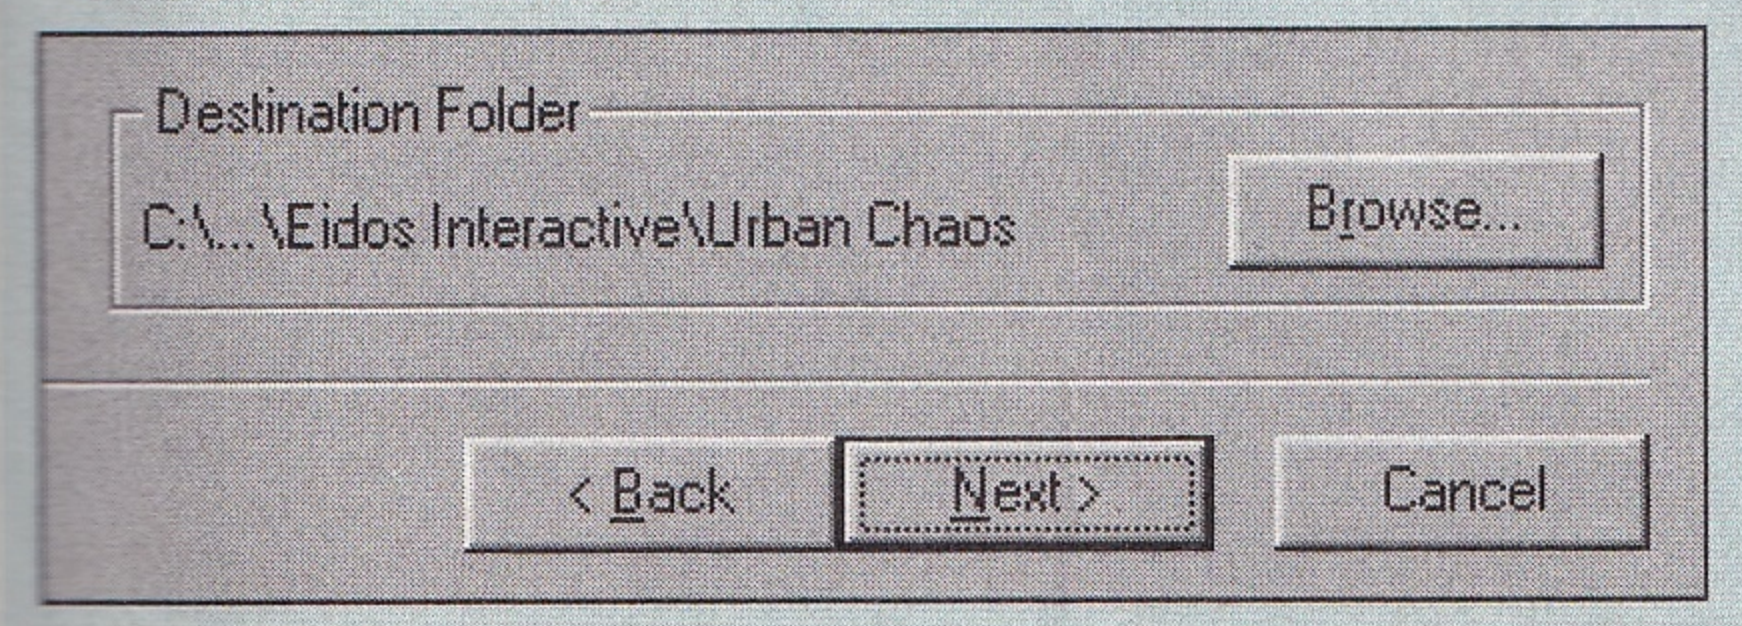 Destination Folder
C:\...\Eidos Interactive\Urban Chaos
Browse...
< Back
Next >
Cancel